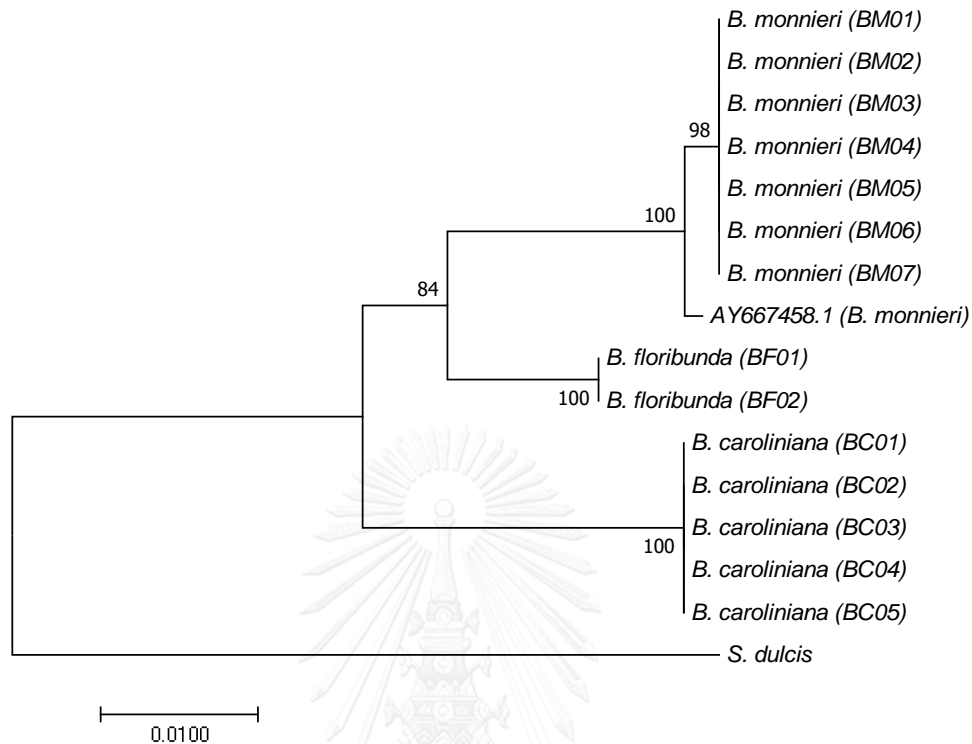 B. monnieri (BM01)
B. monnieri (BM02)
B. monnieri (BM03)
98
B. monnieri (BM04)
B. monnieri (BM05)
100
B. monnieri (BM06)
B. monnieri (BM07)
84
AY667458.1 (B. monnieri)
B. floribunda (BF01)
100
B. floribunda (BF02)
B. caroliniana (BC01)
B. caroliniana (BC02)
B. caroliniana (BC03)
100
B. caroliniana (BC04)
B. caroliniana (BC05)
S. dulcis
0.0100